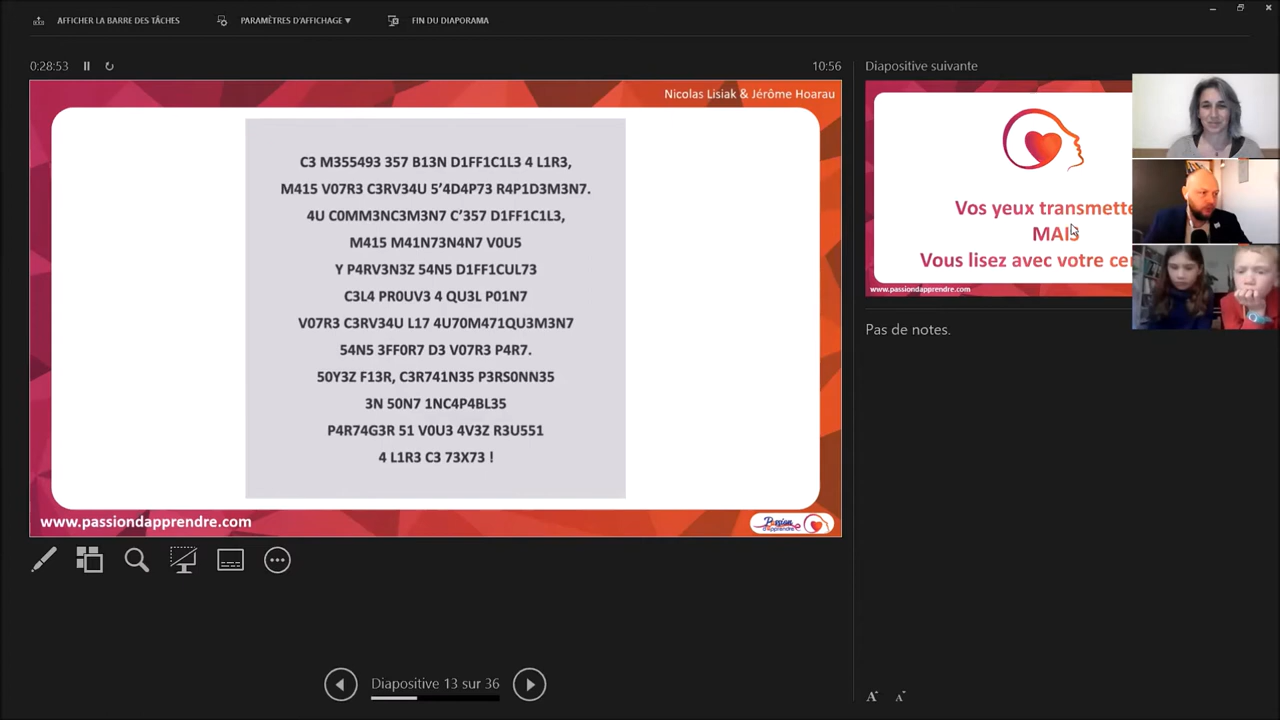 AFFICHER LA BARRE DES TÂCHES
PARAMÈTRES D'AFFICHAGE ▼
FIN DU DIAPORAMA
0:28:53
10:56
Nicolas Lisiak & Jérôme Hoarau
C3 M355493 357 B13N D1FF1C1L3 4 L1R3,
M415 V07R3 C3RV34U 5’4D4P73 R4P1D3M3N7.
4U C0MM3NC3M3N7 C’357 D1FF1C1L3,
M415 M41N73N4N7 V0U5
Y P4RV3N3Z 54N5 D1FF1CUL73
C3L4 PR0UV3 4 QU3L P01N7
V07R3 C3RV34U L17 4U70M471QU3M3N7
54N5 3FF0R7 D3 V07R3 P4R7.
50Y3Z F13R, C3R741N35 P3RS0NN35
3N 50N7 1NC4P4BL35
P4R74G3R 51 V0U3 4V3Z R3U551
4 L1R3 C3 73X73 !
www.passiondapprendre.com
Passion
d'apprendre
Diapositive 13 sur 36
Diapositive suivante
Vos yeux transmette
MAIS
Vous lisez avec votre cer
www.passiondapprendre.com
Pas de notes.
A A